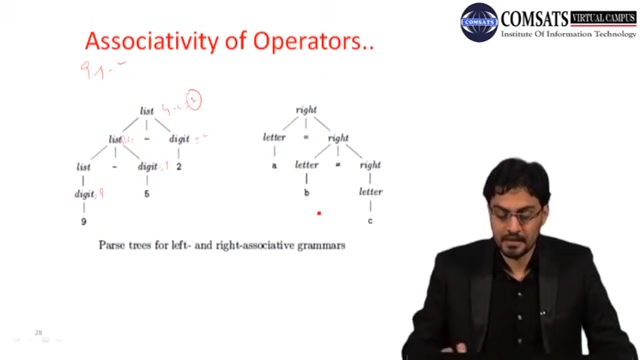 COMSATS VIRTUAL CAMPUS
Institute Of Information Technology
Associativity of Operators..
list right
list - digit letter = right
list - digit 2 a letter = right
digit 5 b letter
9 c
Parse trees for left- and right-associative grammars
28